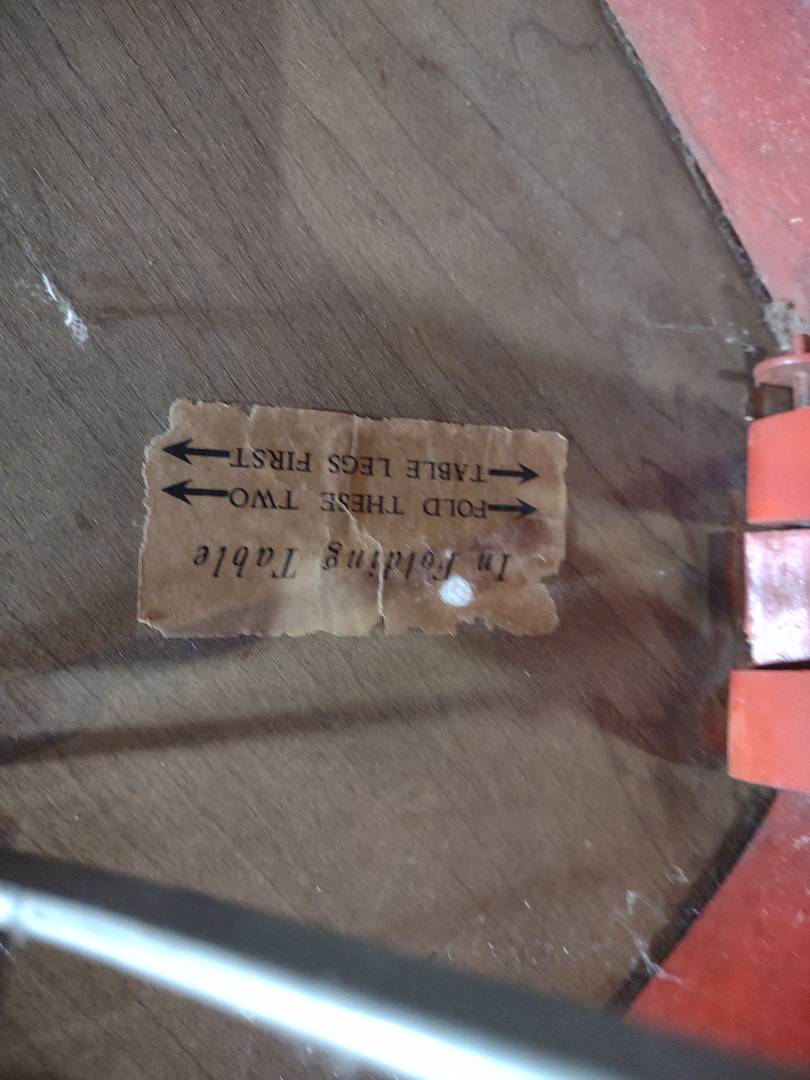 In Folding Table
←FOLD THESE TWO→
←TABLE LEGS FIRST→